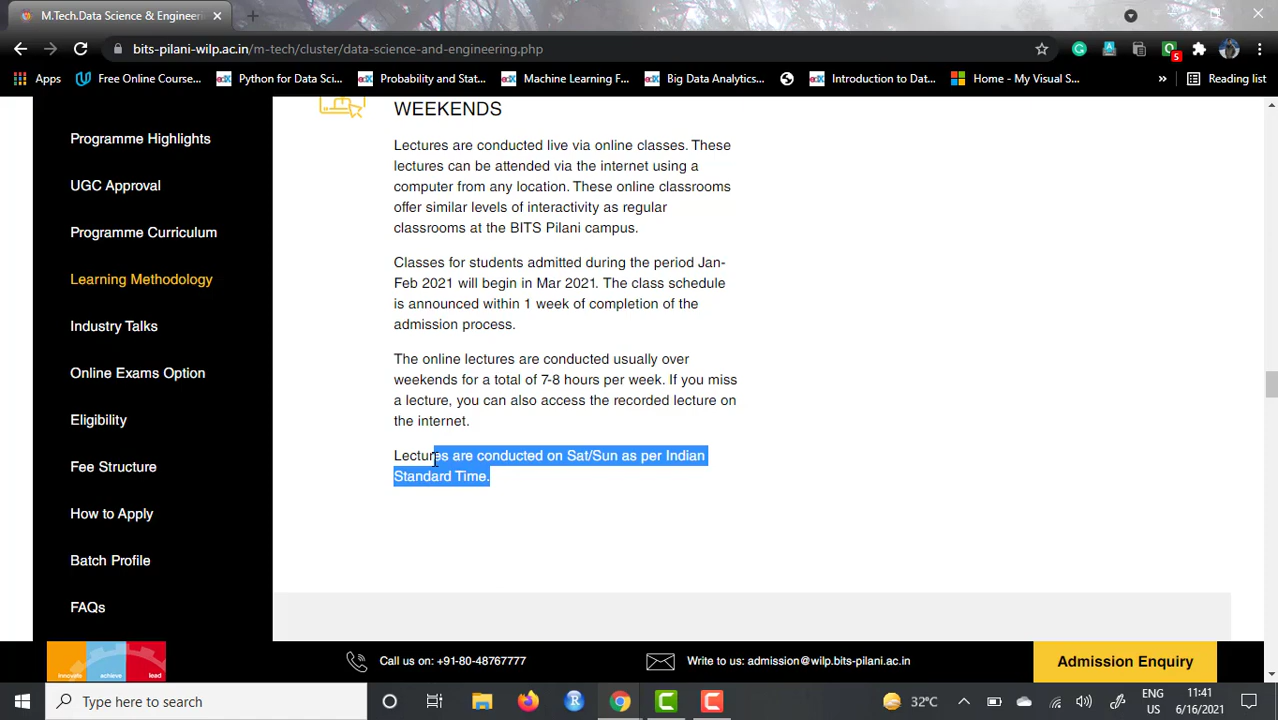 M.Tech.Data Science & Engineerin
bits-pilani-wilp.ac.in/m-tech/cluster/data-science-and-engineering.php
5
Apps
Free Online Course...
edX
Python for Data Sci...
edX
Probability and Stat...
edX
Machine Learning F...
edX
Big Data Analytics...
edX
Introduction to Dat...
Home - My Visual S...
»
Reading list
Programme Highlights
UGC Approval
Programme Curriculum
Learning Methodology
Industry Talks
Online Exams Option
Eligibility
Fee Structure
How to Apply
Batch Profile
FAQs
WEEKENDS
Lectures are conducted live via online classes. These
lectures can be attended via the internet using a
computer from any location. These online classrooms
offer similar levels of interactivity as regular
classrooms at the BITS Pilani campus.
Classes for students admitted during the period Jan-
Feb 2021 will begin in Mar 2021. The class schedule
is announced within 1 week of completion of the
admission process.
The online lectures are conducted usually over
weekends for a total of 7-8 hours per week. If you miss
a lecture, you can also access the recorded lecture on
the internet.
Lectures are conducted on Sat/Sun as per Indian
Standard Time.
innovate achieve lead
Call us on: +91-80-48767777
Write to us: admission@wilp.bits-pilani.ac.in
Admission Enquiry
Type here to search
32°C
ENG
US
11:41
6/16/2021